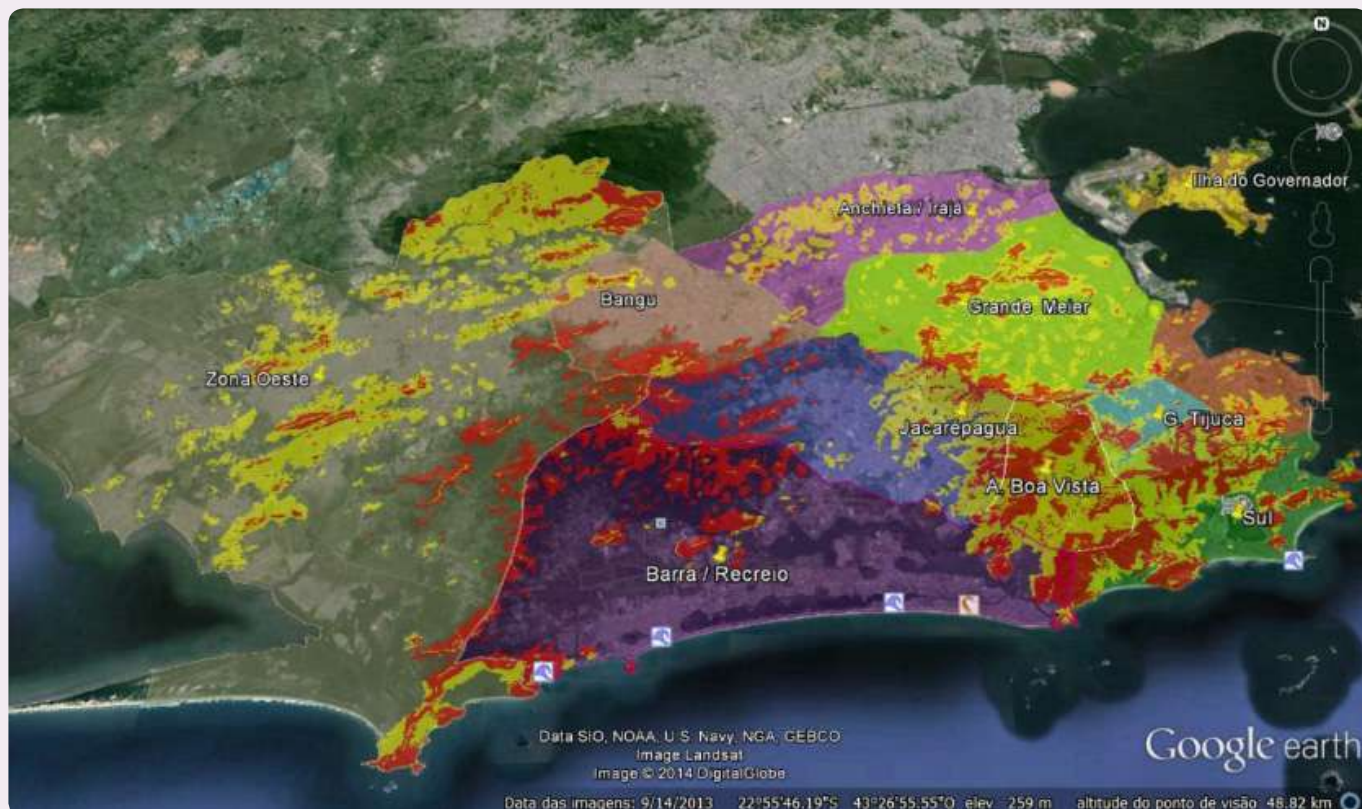 N
Ilha do Governador
Anchieta / Irajá
Bangu
Grande Meier
Zona Oeste
Jacarépaguá
G. Tijuca
A. Boa Vista
Sul
Barra / Recreio
Data SIO, NOAA, U.S. Navy, NGA, GEBCO
Image Landsat
Image © 2014 DigitalGlobe
Google earth
Data das imagens: 9/14/2013 22°55'46.19"S 43°26'55.55"O elev 259 m altitude do ponto de visão 48.82 km